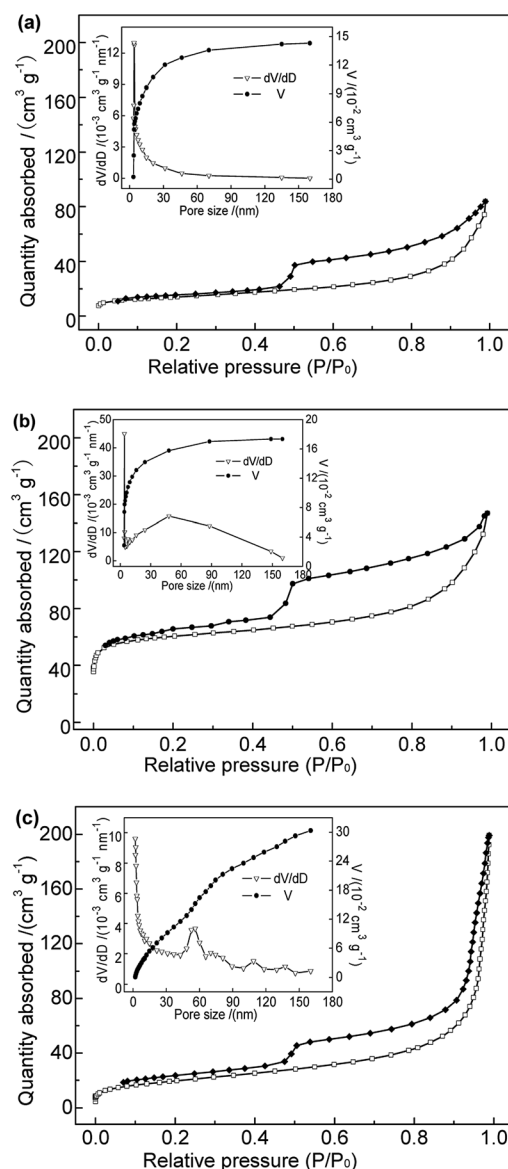 (a)
Quantity absorbed / (cm³ g⁻¹)
200
160
120
80
40
0
0.0 0.2 0.4 0.6 0.8 1.0
Relative pressure (P/P₀)
dV/dD /(10⁻³ cm³ g⁻¹ nm⁻¹)
12
9
6
3
0
0 30 60 90 120 150 180
Pore size /(nm)
15
12
9
6
3
0
V /(10⁻² cm³ g⁻¹)
dV/dD
V
(b)
Quantity absorbed / (cm³ g⁻¹)
200
160
120
80
40
0
0.0 0.2 0.4 0.6 0.8 1.0
Relative pressure (P/P₀)
dV/dD /(10⁻³ cm³ g⁻¹ nm⁻¹)
50
40
30
20
10
0
0 30 60 90 120 150 180
Pore size /(nm)
20
16
12
8
4
0
V /(10⁻² cm³ g⁻¹)
dV/dD
V
(c)
Quantity absorbed /(cm³ g⁻¹)
200
160
120
80
40
0
0.0 0.2 0.4 0.6 0.8 1.0
Relative pressure (P/P₀)
dV/dD /(10⁻³ cm³ g⁻¹ nm⁻¹)
10
8
6
4
2
0
0 30 60 90 120 150 180
Pore size /(nm)
30
24
18
12
6
0
V /(10⁻² cm³ g⁻¹)
dV/dD
V